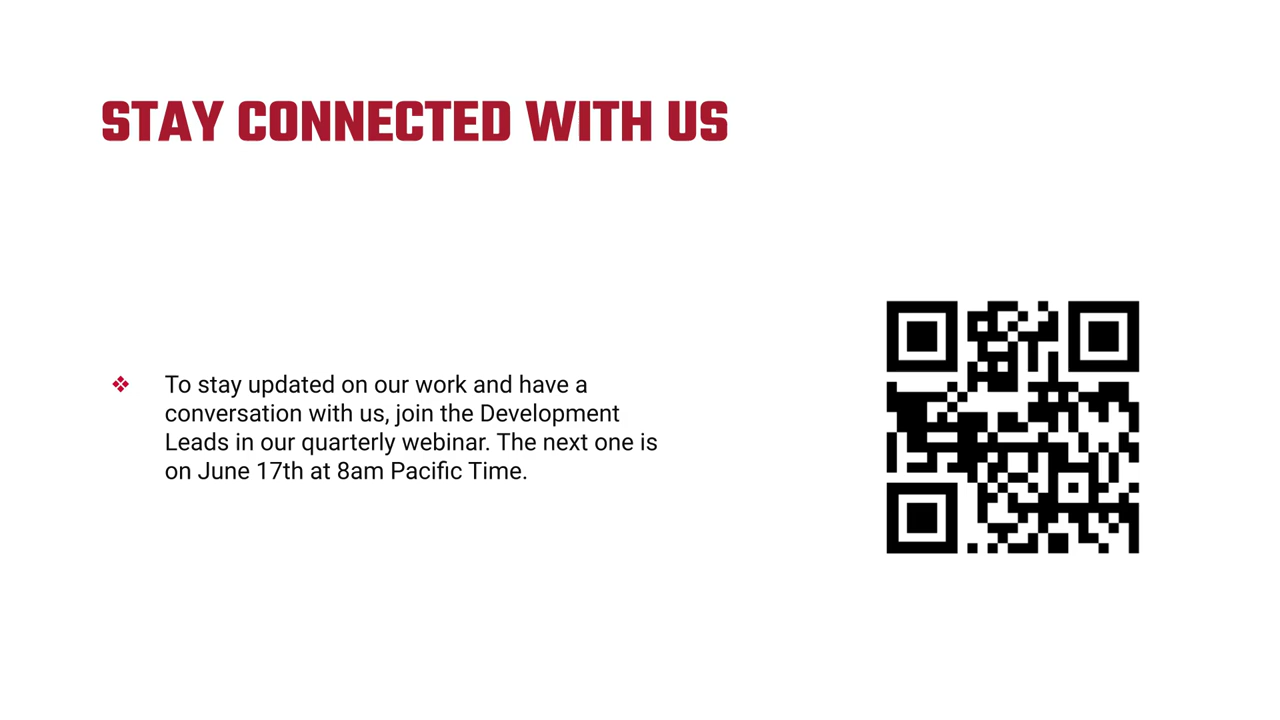 STAY CONNECTED WITH US
❖ To stay updated on our work and have a
conversation with us, join the Development
Leads in our quarterly webinar. The next one is
on June 17th at 8am Pacific Time.